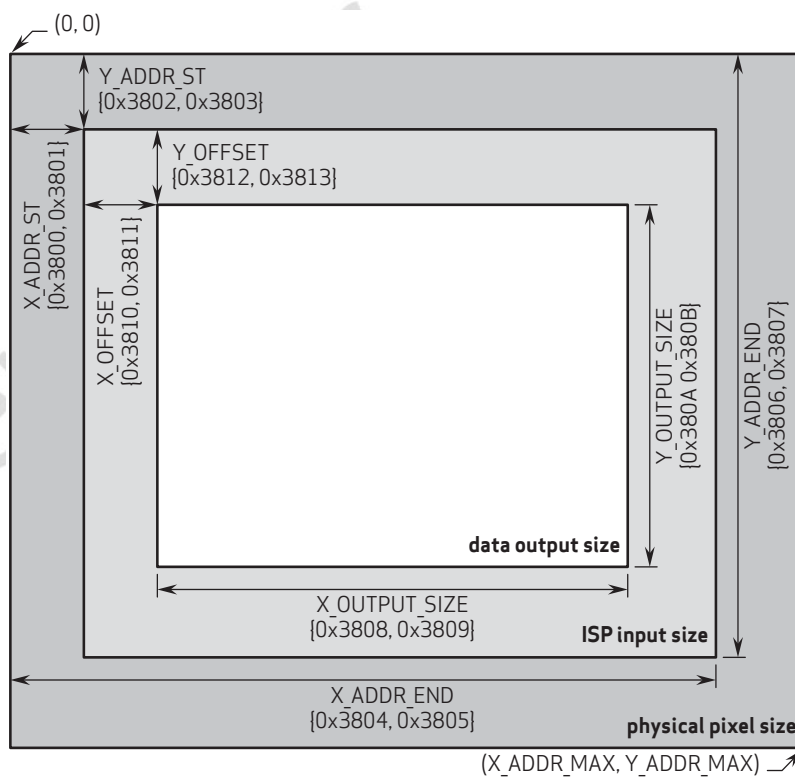 (0, 0)
Y_ADDR_ST
{0x3802, 0x3803}
Y_OFFSET
{0x3812, 0x3813}
X_ADDR_ST
{0x3800, 0x3801}
X_OFFSET
{0x3810, 0x3811}
Y_OUTPUT_SIZE
{0x380A 0x380B}
Y_ADDR_END
{0x3806, 0x3807}
data output size
X_OUTPUT_SIZE
{0x3808, 0x3809}
ISP input size
X_ADDR_END
{0x3804, 0x3805}
physical pixel size
(X_ADDR_MAX, Y_ADDR_MAX)